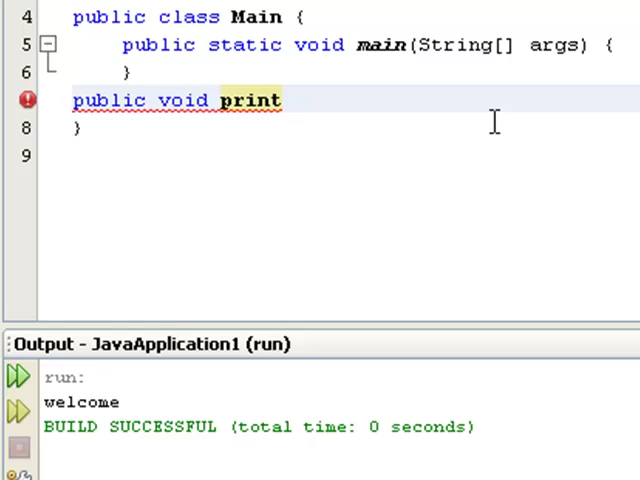 4 public class Main {
5 public static void main(String[] args) {
6 }
public void print
8 }
9
Output - JavaApplication1 (run)
run:
welcome
BUILD SUCCESSFUL (total time: 0 seconds)